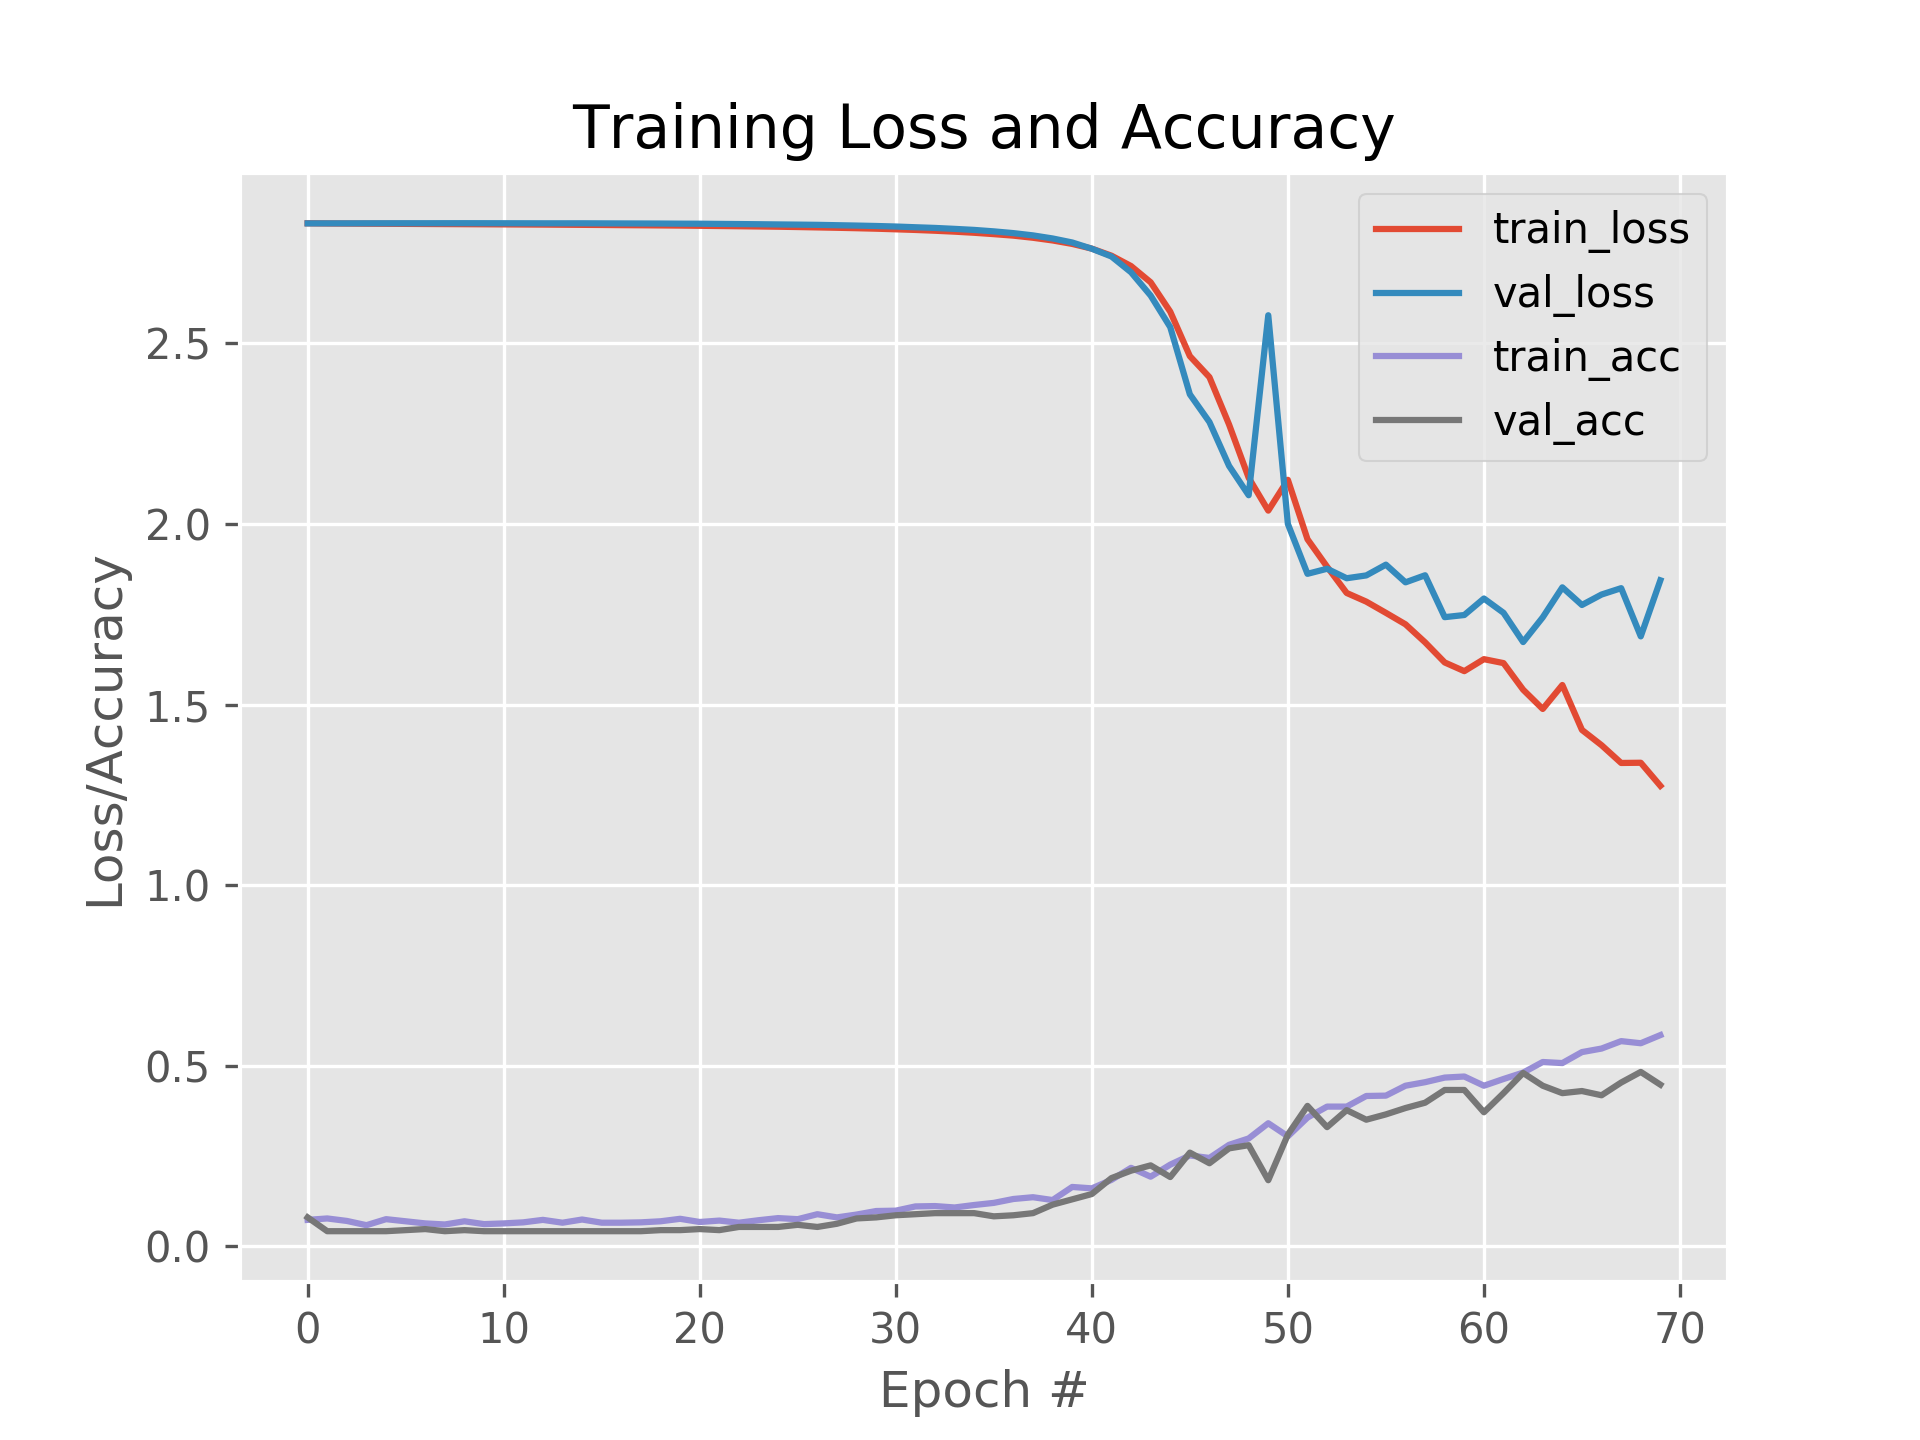 Training Loss and Accuracy
train_loss
val_loss
train_acc
val_acc
Loss/Accuracy
2.5
2.0
1.5
1.0
0.5
0.0
0 10 20 30 40 50 60 70
Epoch #